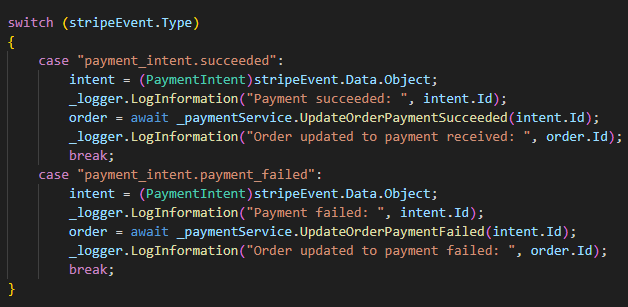 switch (stripeEvent.Type)
{
    case "payment_intent.succeeded":
        intent = (PaymentIntent)stripeEvent.Data.Object;
        _logger.LogInformation("Payment succeeded: ", intent.Id);
        order = await _paymentService.UpdateOrderPaymentSucceeded(intent.Id);
        _logger.LogInformation("Order updated to payment received: ", order.Id);
        break;
    case "payment_intent.payment_failed":
        intent = (PaymentIntent)stripeEvent.Data.Object;
        _logger.LogInformation("Payment failed: ", intent.Id);
        order = await _paymentService.UpdateOrderPaymentFailed(intent.Id);
        _logger.LogInformation("Order updated to payment failed: ", order.Id);
        break;
}